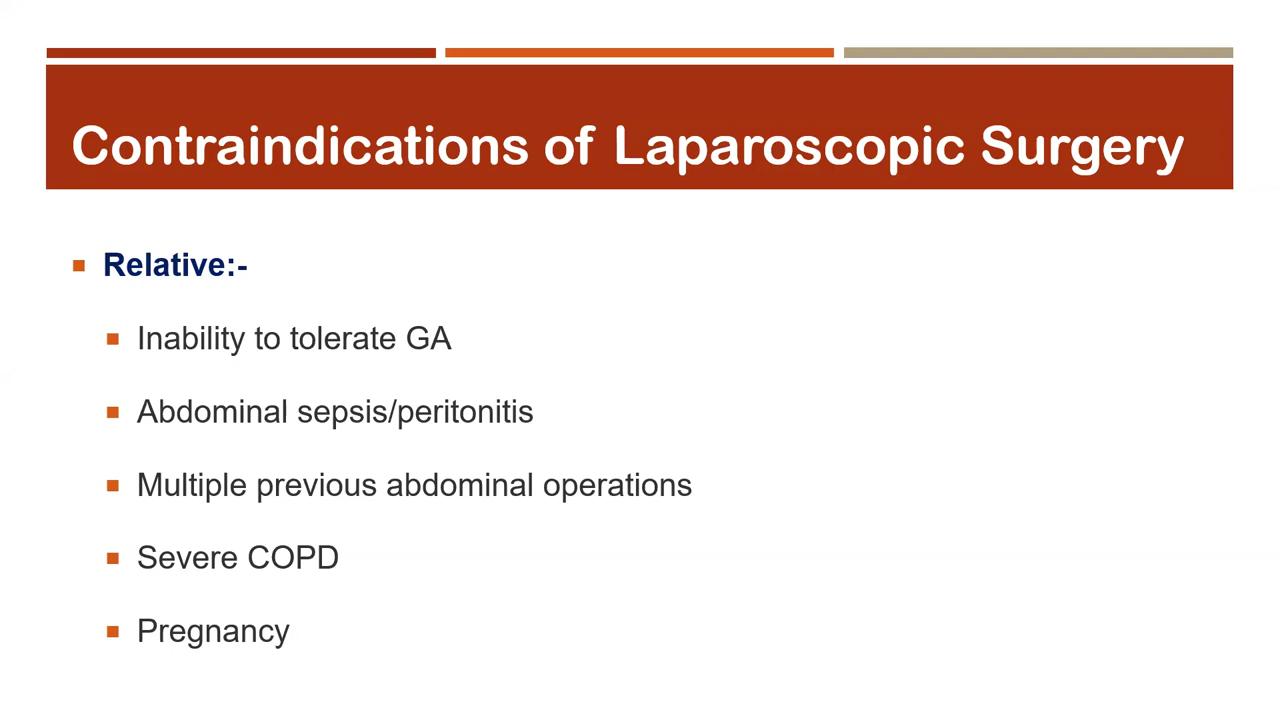 Contraindications of Laparoscopic Surgery
Relative:-
Inability to tolerate GA
Abdominal sepsis/peritonitis
Multiple previous abdominal operations
Severe COPD
Pregnancy